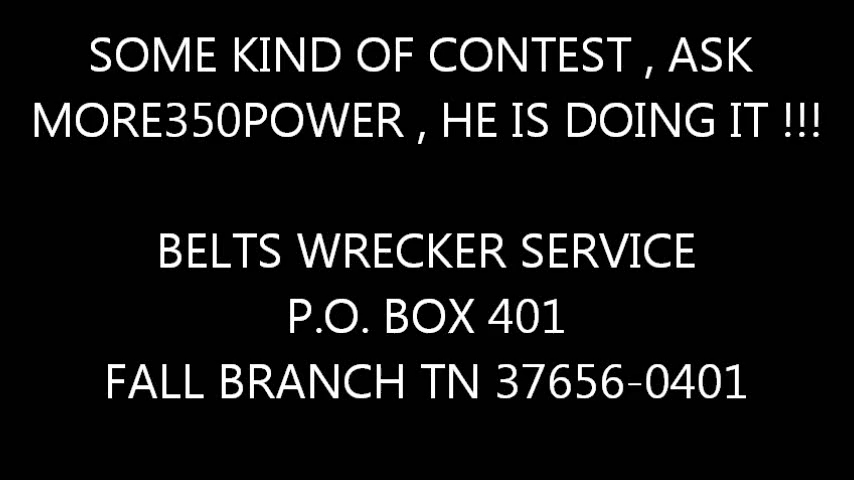 SOME KIND OF CONTEST , ASK
MORE350POWER , HE IS DOING IT !!!
BELTS WRECKER SERVICE
P.O. BOX 401
FALL BRANCH TN 37656-0401